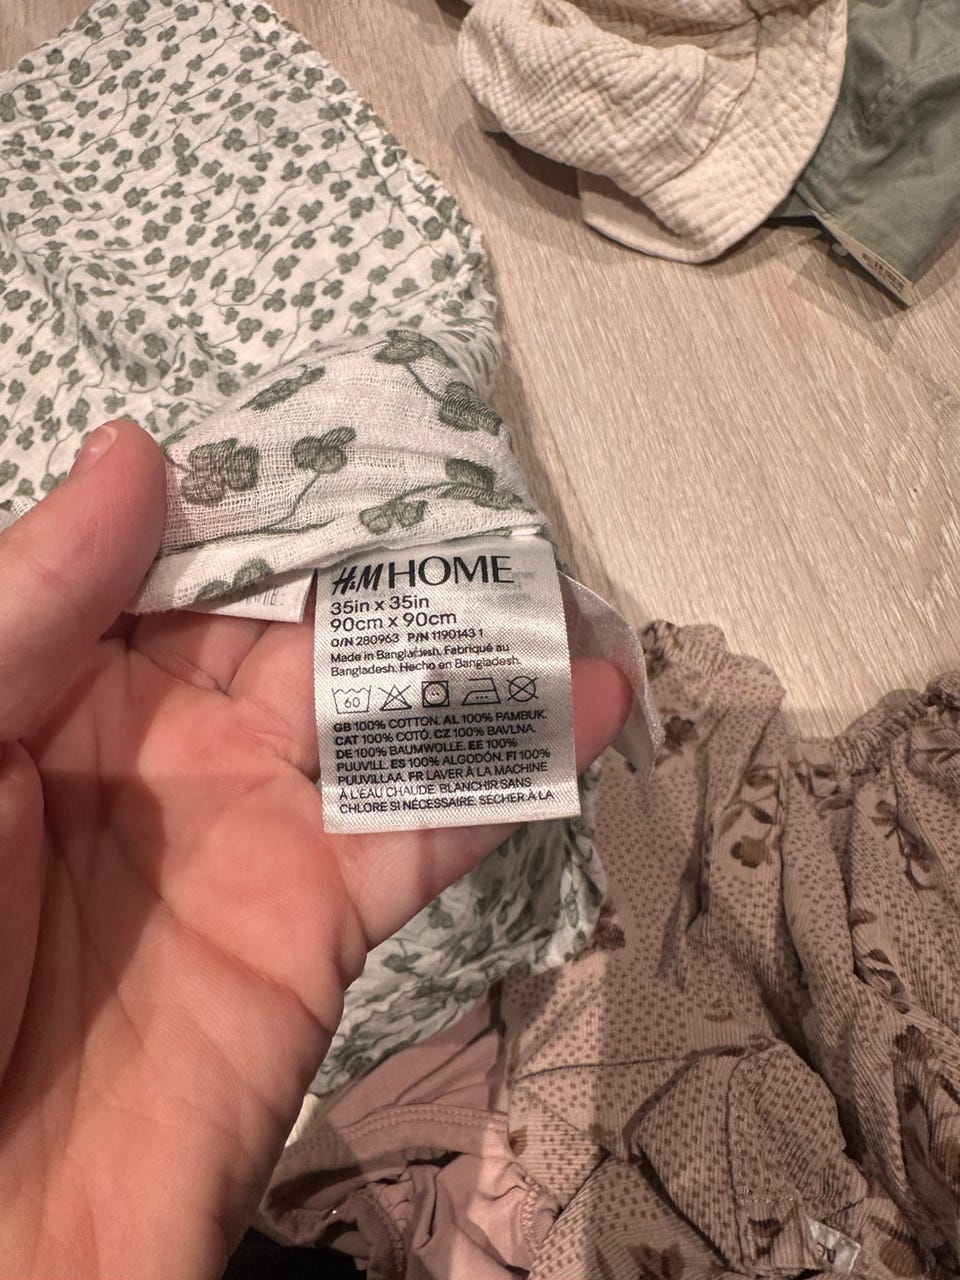 H&M HOME
35in x 35in
90cm x 90cm
O/N 280963 P/N 1190143 1
Made in Bangladesh. Fabriqué au
Bangladesh. Hecho en Bangladesh.
60
GB 100% COTTON. AL 100% PAMBUK.
CAT 100% COTÓ. CZ 100% BAVLNA.
DE 100% BAUMWOLLE. EE 100%
PUUVILL. ES 100% ALGODÓN. FI 100%
PUUVILLAA. FR LAVER À LA MACHINE
À L'EAU CHAUDE. BLANCHIR SANS
CHLORE SI NÉCESSAIRE. SÉCHER À LA